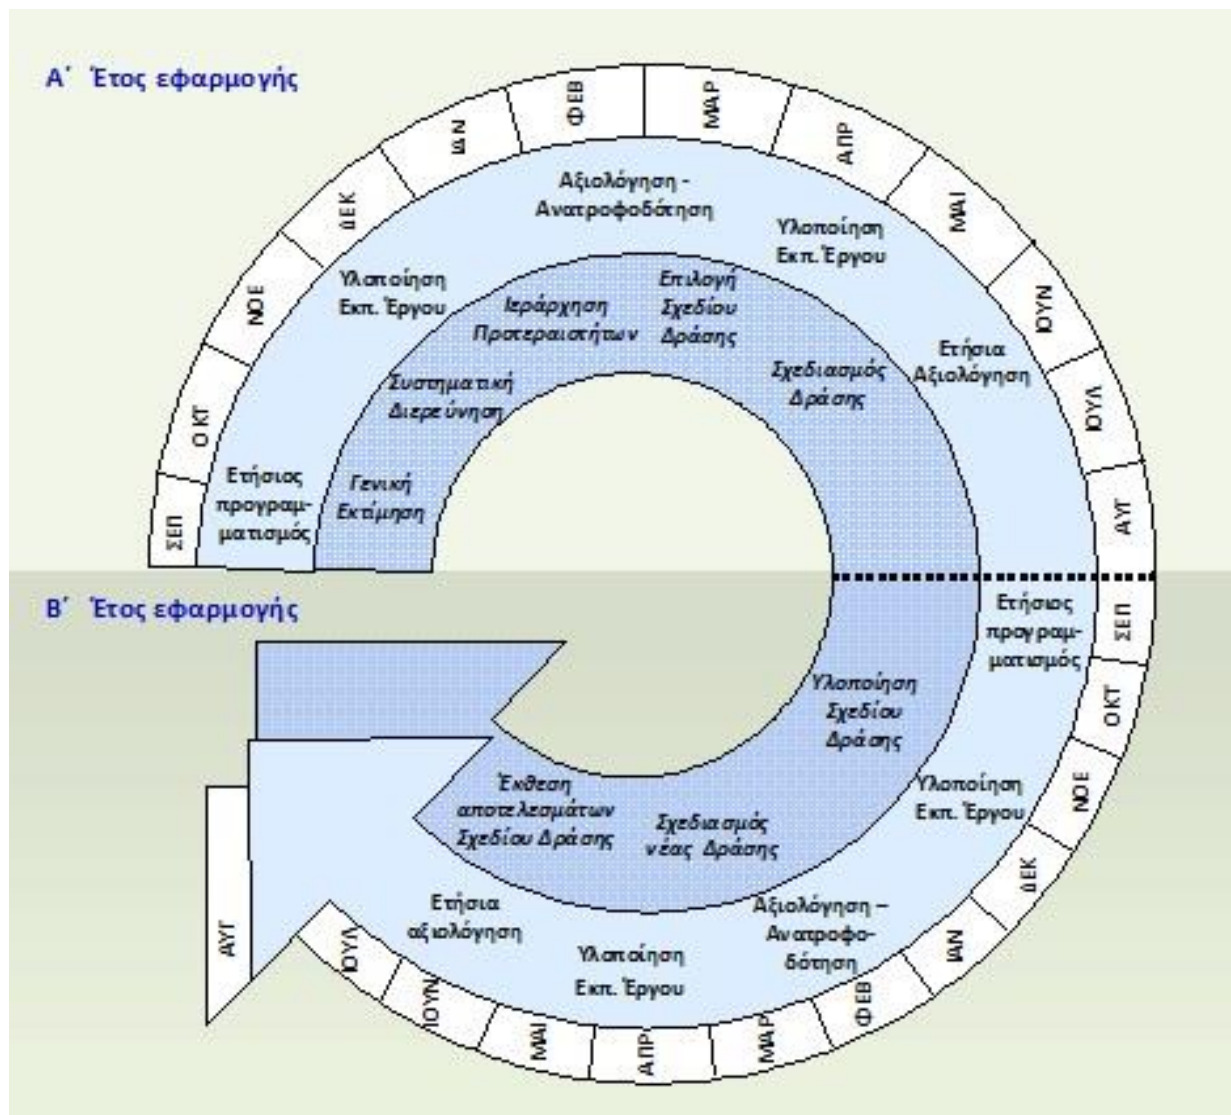 Α΄ Έτος εφαρμογής
ΣΕΠ
ΟΚΤ
ΝΟΕ
ΔΕΚ
ΙΑΝ
ΦΕΒ
ΜΑΡ
ΑΠΡ
ΜΑΙ
ΙΟΥΝ
ΙΟΥΛ
ΑΥΓ
Ετήσιος
προγραμ-
ματισμός
Υλοποίηση
Εκπ. Έργου
Αξιολόγηση -
Ανατροφοδότηση
Υλοποίηση
Εκπ. Έργου
Ετήσια
Αξιολόγηση
Γενική
Εκτίμηση
Συστηματική
Διερεύνηση
Ιεράρχηση
Προτεραιοτήτων
Επιλογή
Σχεδίου
Δράσης
Σχεδιασμός
Δράσης
Β΄ Έτος εφαρμογής
ΣΕΠ
ΟΚΤ
ΝΟΕ
ΔΕΚ
ΙΑΝ
ΦΕΒ
ΜΑΡ
ΑΠΡ
ΜΑΙ
ΙΟΥΝ
ΙΟΥΛ
ΑΥΓ
Ετήσιος
προγραμ-
ματισμός
Υλοποίηση
Εκπ. Έργου
Αξιολόγηση –
Ανατροφο-
δότηση
Υλοποίηση
Εκπ. Έργου
Ετήσια
αξιολόγηση
Υλοποίηση
Σχεδίου
Δράσης
Σχεδιασμός
νέας Δράσης
Έκθεση
αποτελεσμάτων
Σχεδίου Δράσης